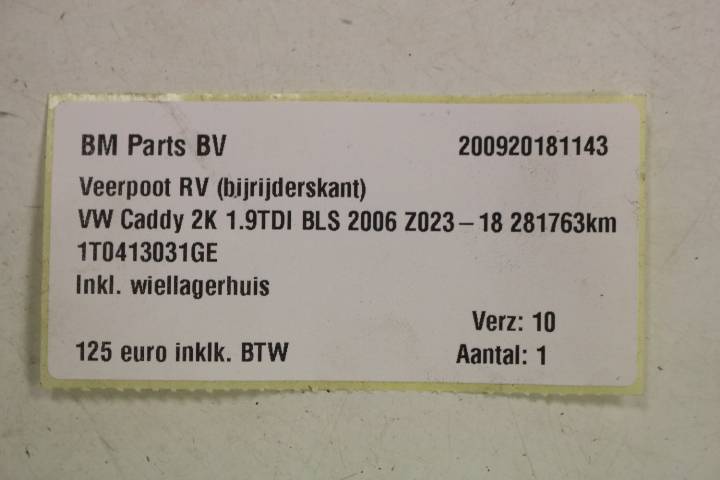 BM Parts BV 200920181143
Veerpoot RV (bijrijderskant)
VW Caddy 2K 1.9TDI BLS 2006 Z023-18 281763km
1T0413031GE
Inkl. wiellagerhuis
Verz: 10
125 euro inklk. BTW Aantal: 1